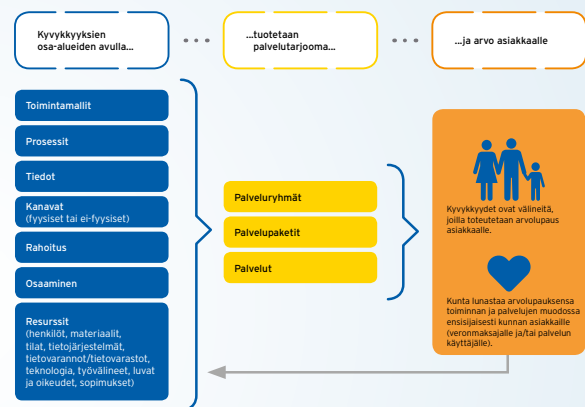 Kyvykkyyksien
osa-alueiden avulla...
...tuotetaan
palvelutarjooma...
...ja arvo asiakkaalle
Toimintamallit
Prosessit
Tiedot
Kanavat
(fyysiset tai ei-fyysiset)
Rahoitus
Osaaminen
Resurssit
(henkilöt, materiaalit,
tilat, tietojärjestelmät,
tietovarannot/tietovarastot,
teknologia, työvälineet, luvat
ja oikeudet, sopimukset)
Palveluryhmät
Palvelupaketit
Palvelut
Kyvykkyydet ovat välineitä,
joilla toteutetaan arvolupaus
asiakkaalle.
Kunta lunastaa arvolupauksensa
toiminnan ja palvelujen muodossa
ensisijaisesti kunnan asiakkaille
(veronmaksajalle ja/tai palvelun
käyttäjälle).